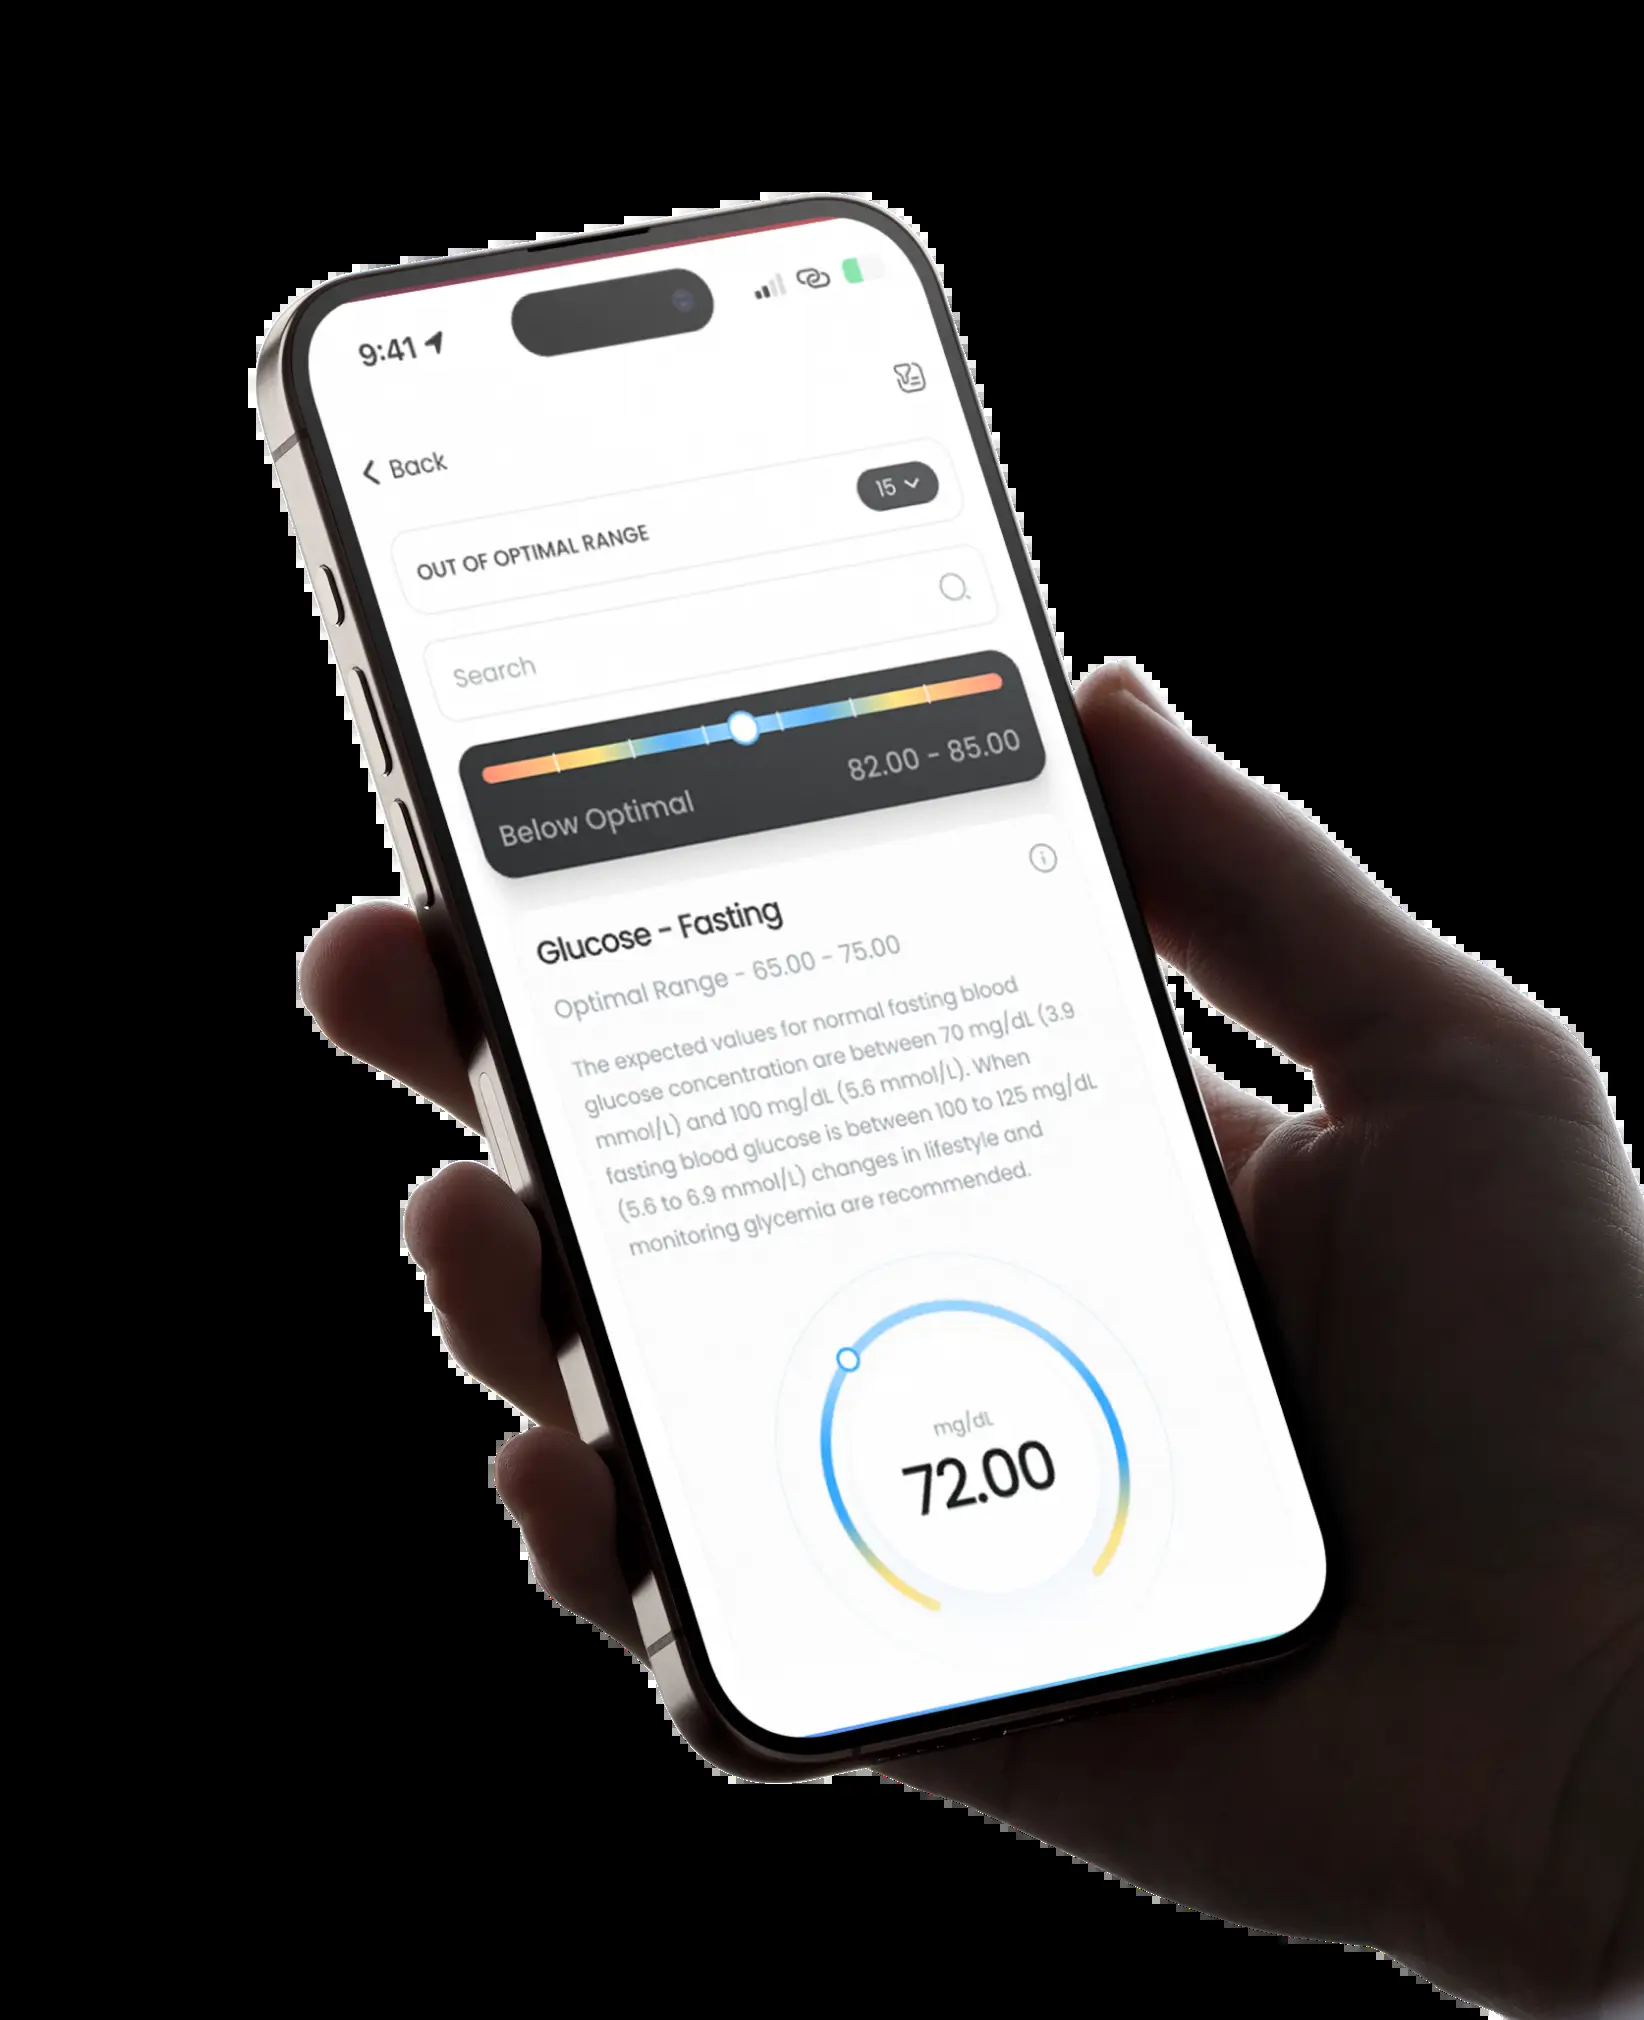 9:41
Back
OUT OF OPTIMAL RANGE
15
Search
Below Optimal
82.00 - 85.00
Glucose - Fasting
Optimal Range - 65.00 - 75.00
The expected values for normal fasting blood
glucose concentration are between 70 mg/dL (3.9
mmol/L) and 100 mg/dL (5.6 mmol/L). When
fasting blood glucose is between 100 to 125 mg/dL
(5.6 to 6.9 mmol/L) changes in lifestyle and
monitoring glycemia are recommended.
mg/dL
72.00